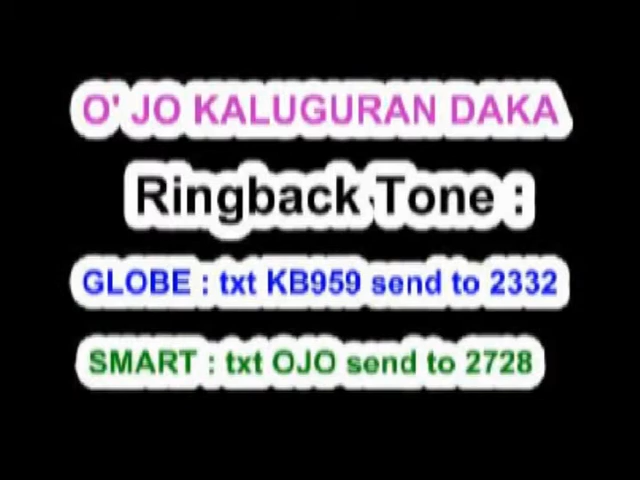 O' JO KALUGURAN DAKA
Ringback Tone :
GLOBE : txt KB959 send to 2332
SMART : txt OJO send to 2728